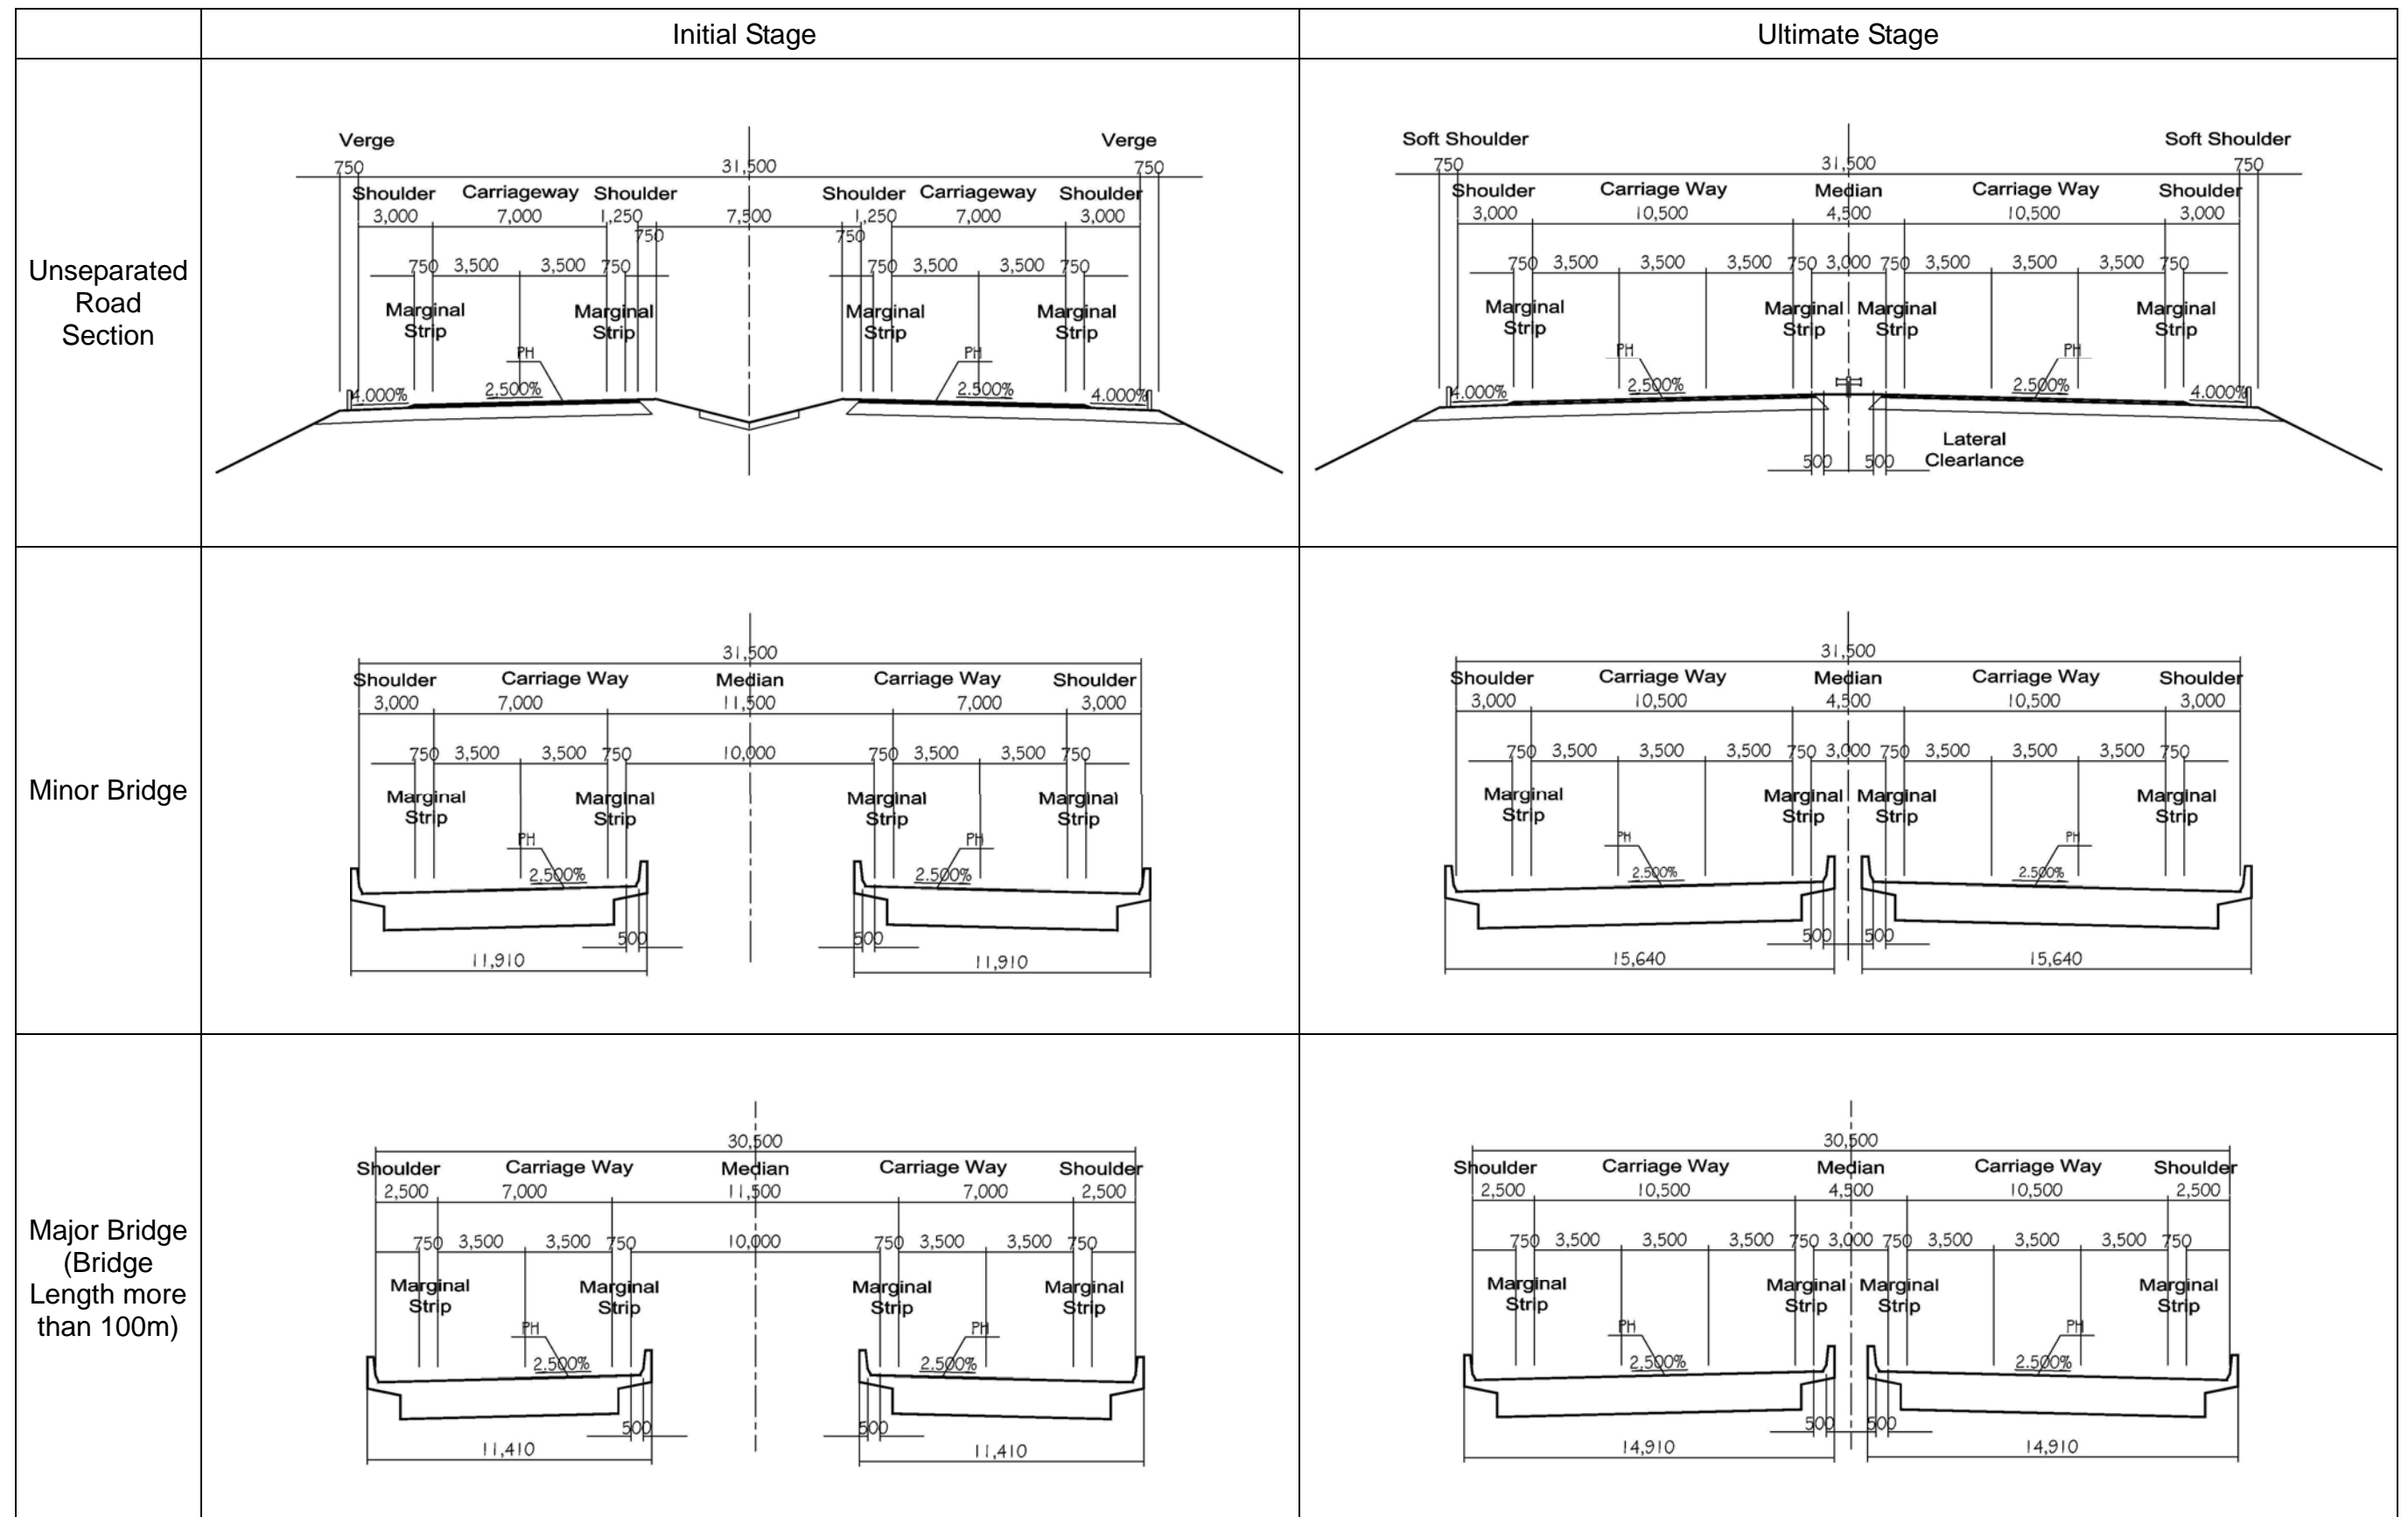 Initial Stage
Ultimate Stage
Unseparated
Road
Section
Verge Verge
750 31,500 750
Shoulder Carriageway Shoulder Shoulder Carriageway Shoulder
3,000 7,000 1,250 7,500 1,250 7,000 3,000
750 750
750 3,500 3,500 750 750 3,500 3,500 750
Marginal Marginal Marginal Marginal
Strip Strip Strip Strip
PH PH
4.000% 2.500% 2.500% 4.000%
Soft Shoulder Soft Shoulder
750 31,500 750
Shoulder Carriage Way Median Carriage Way Shoulder
3,000 10,500 4,500 10,500 3,000
750 3,500 3,500 3,500 750 3,000 750 3,500 3,500 3,500 750
Marginal Marginal Marginal Marginal
Strip Strip Strip Strip
PH PH
4.000% 2.500% 2.500% 4.000%
Lateral
500 500 Clearlance
Minor Bridge
31,500
Shoulder Carriage Way Median Carriage Way Shoulder
3,000 7,000 11,500 7,000 3,000
750 3,500 3,500 750 10,000 750 3,500 3,500 750
Marginal Marginal Marginal Marginal
Strip Strip Strip Strip
PH PH
2.500% 2.500%
500 500
11,910 11,910
31,500
Shoulder Carriage Way Median Carriage Way Shoulder
3,000 10,500 4,500 10,500 3,000
750 3,500 3,500 3,500 750 3,000 750 3,500 3,500 3,500 750
Marginal Marginal Marginal Marginal
Strip Strip Strip Strip
PH PH
2.500% 2.500%
500 500
15,640 15,640
Major Bridge
(Bridge
Length more
than 100m)
30,500
Shoulder Carriage Way Median Carriage Way Shoulder
2,500 7,000 11,500 7,000 2,500
750 3,500 3,500 750 10,000 750 3,500 3,500 750
Marginal Marginal Marginal Marginal
Strip Strip Strip Strip
PH PH
2.500% 2.500%
500 500
11,410 11,410
30,500
Shoulder Carriage Way Median Carriage Way Shoulder
2,500 10,500 4,500 10,500 2,500
750 3,500 3,500 3,500 750 3,000 750 3,500 3,500 3,500 750
Marginal Marginal Marginal Marginal
Strip Strip Strip Strip
PH PH
2.500% 2.500%
500 500
14,910 14,910